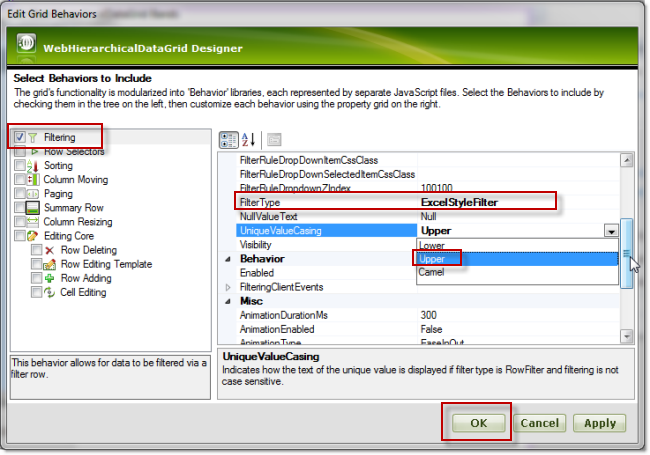 Edit Grid Behaviors
WebHierarchicalDataGrid Designer
Select Behaviors to Include
The grid's functionality is modularized into 'Behavior' libraries, each represented by separate JavaScript files. Select the Behaviors to include by
checking them in the tree on the left, then customize each behavior using the property grid on the right.
Filtering
Row Selectors
Sorting
Column Moving
Paging
Summary Row
Column Resizing
Editing Core
Row Deleting
Row Editing Template
Row Adding
Cell Editing
This behavior allows for data to be filtered via a
filter row.
FilterRuleDropDownItemCssClass
FilterRuleDropDownSelectedItemCssClass
FilterRuleDropdownZIndex 100100
FilterType ExcelStyleFilter
NullValueText Null
UniqueValueCasing Upper
Visibility Lower
Behavior Upper
Enabled Camel
FilteringClientEvents
Misc
AnimationDurationMs 300
AnimationEnabled False
AnimationType EaseInOut
UniqueValueCasing
Indicates how the text of the unique value is displayed if filter type is RowFilter and filtering is not
case sensitive.
OK Cancel Apply